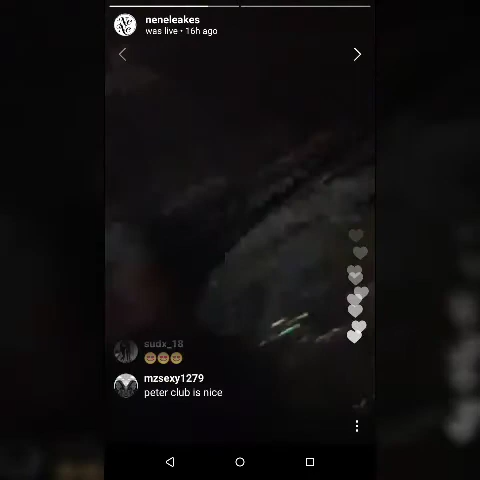 neneleakes
was live • 16h ago
sudx_18
😊😊😊
mzsexy1279
peter club is nice